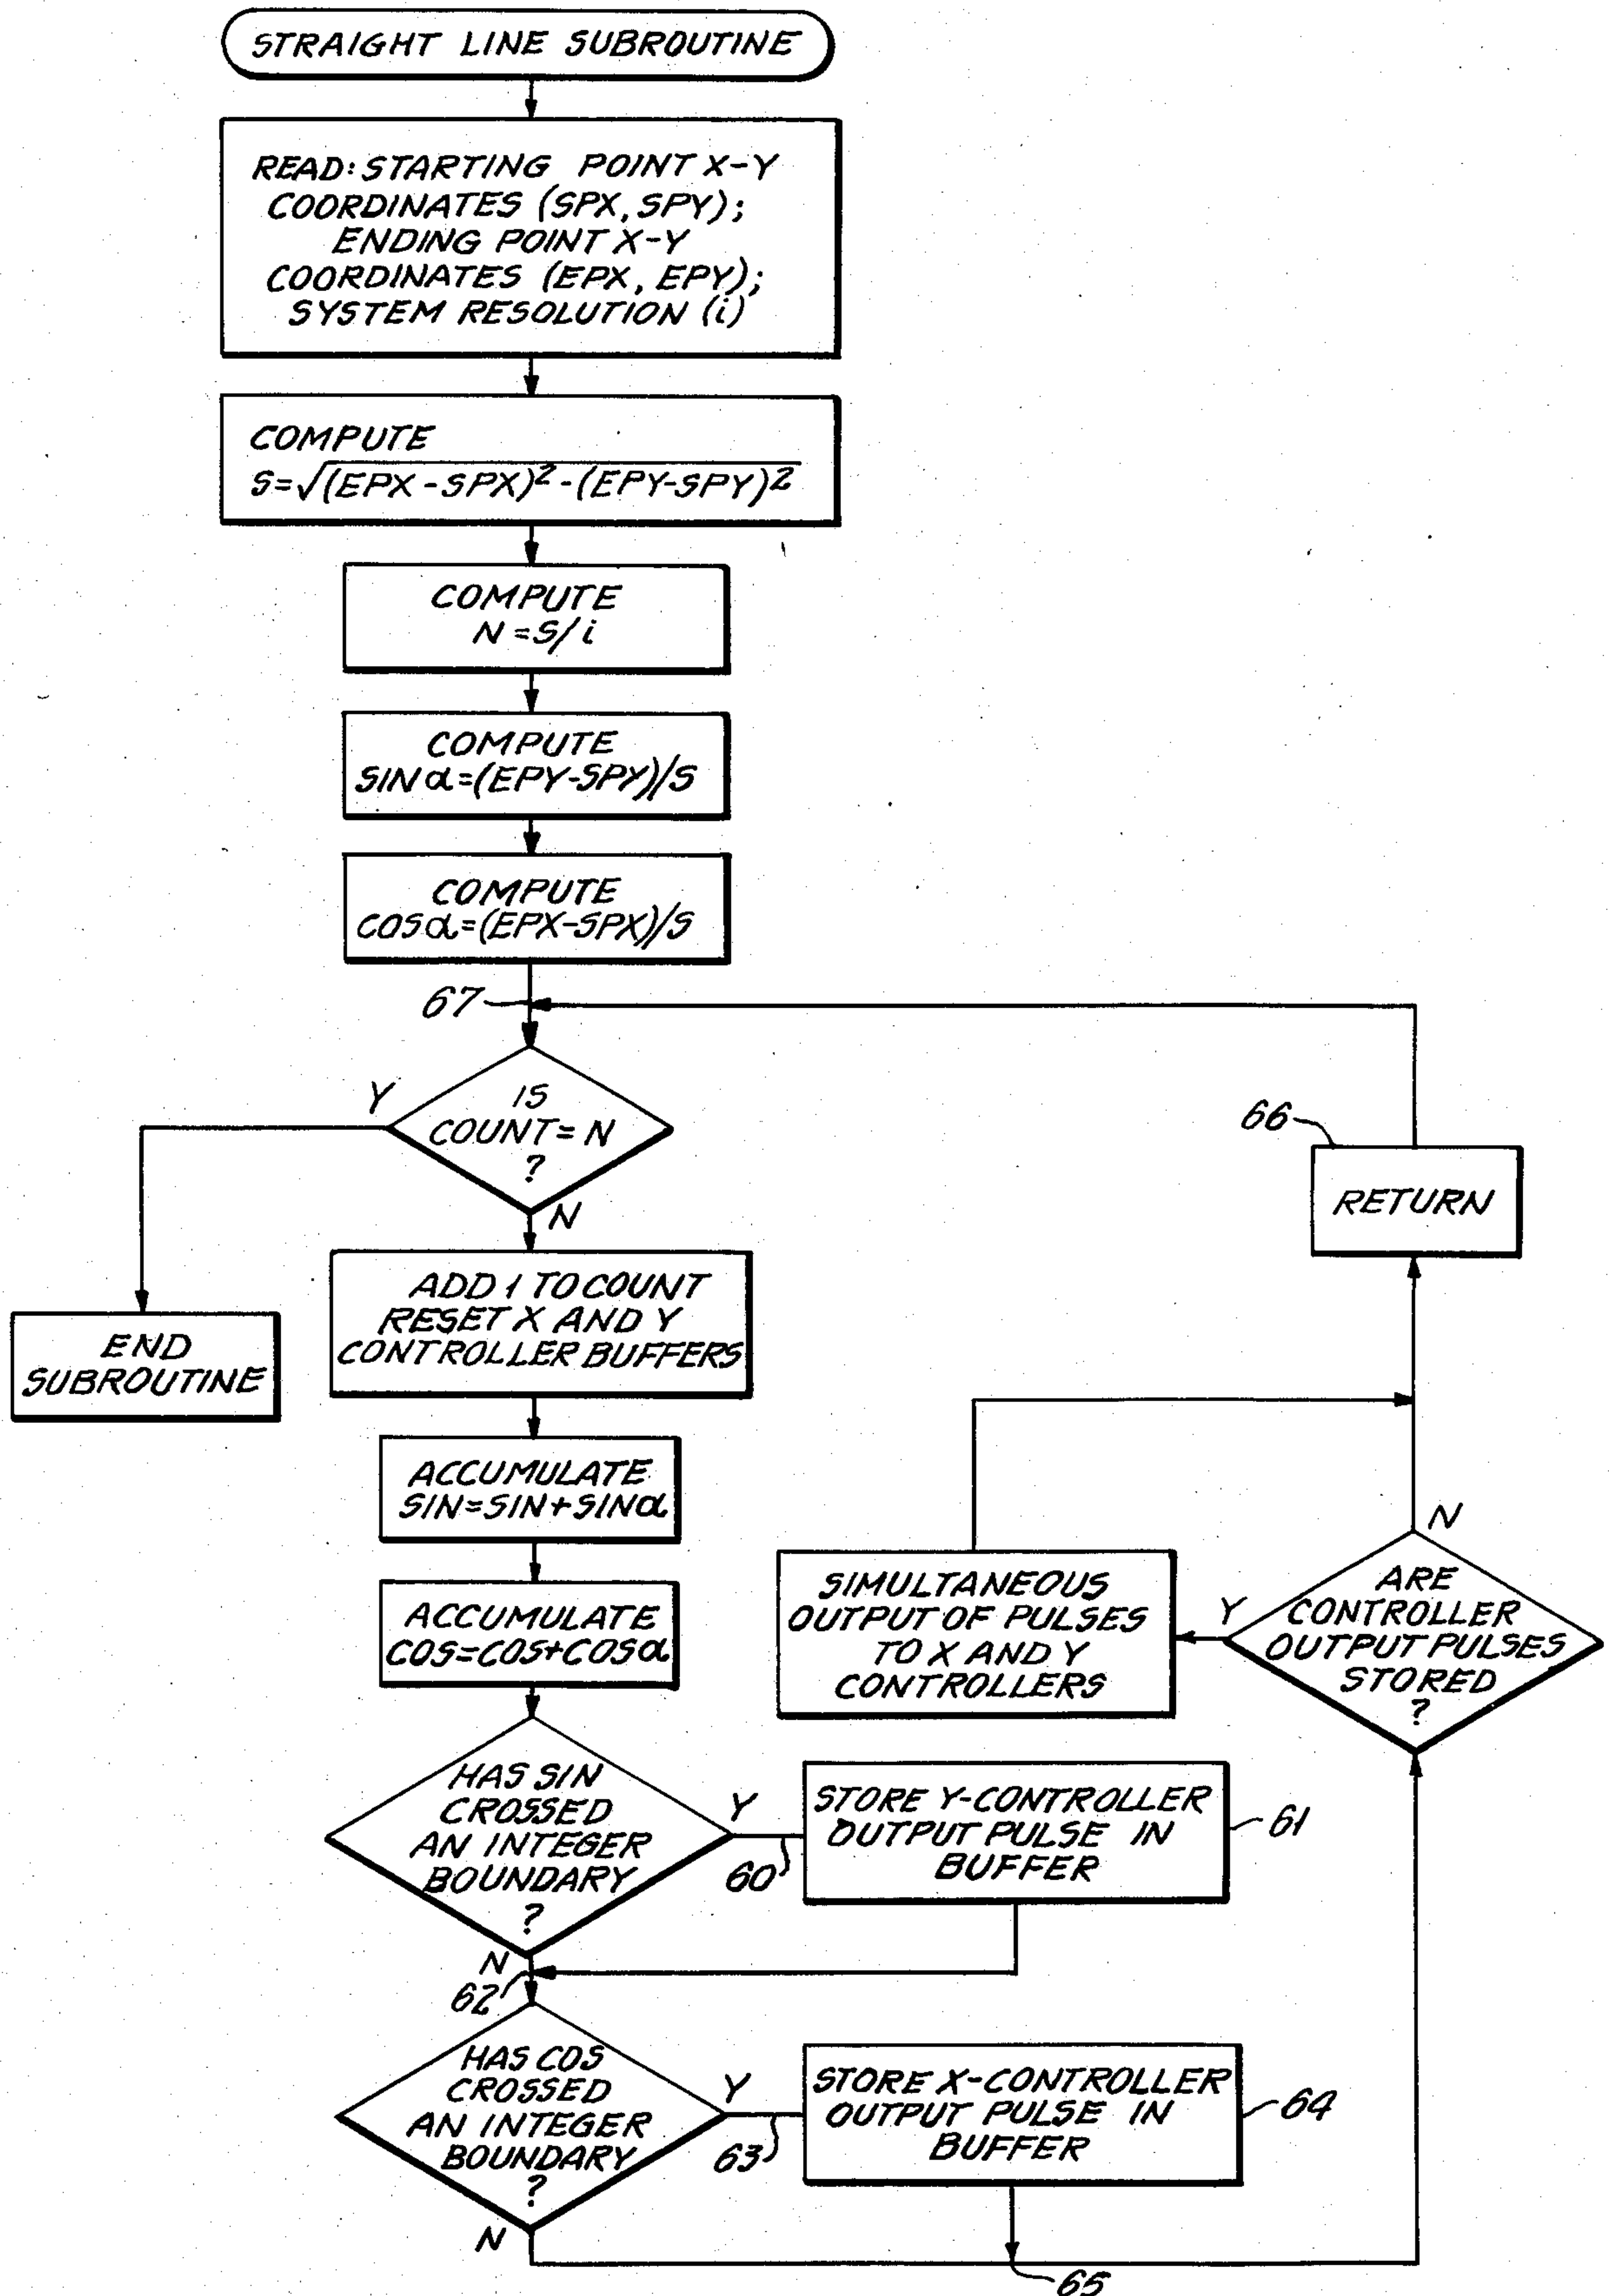 STRAIGHT LINE SUBROUTINE
READ: STARTING POINT X-Y
COORDINATES (SPX, SPY);
ENDING POINT X-Y
COORDINATES (EPX, EPY);
SYSTEM RESOLUTION (i)
COMPUTE
S=√(EPX-SPX)²-(EPY-SPY)²
COMPUTE
N=S/i
COMPUTE
SIN α=(EPY-SPY)/S
COMPUTE
COS α=(EPX-SPX)/S
67
IS
COUNT=N
?
Y
N
END
SUBROUTINE
ADD 1 TO COUNT
RESET X AND Y
CONTROLLER BUFFERS
ACCUMULATE
SIN=SIN+SINα
ACCUMULATE
COS=COS+COSα
HAS SIN
CROSSED
AN INTEGER
BOUNDARY
?
Y
60
STORE Y-CONTROLLER
OUTPUT PULSE IN
BUFFER
61
N
62
HAS COS
CROSSED
AN INTEGER
BOUNDARY
?
Y
63
STORE X-CONTROLLER
OUTPUT PULSE IN
BUFFER
64
N
65
ARE
CONTROLLER
OUTPUT PULSES
STORED
?
Y
N
SIMULTANEOUS
OUTPUT OF PULSES
TO X AND Y
CONTROLLERS
66
RETURN